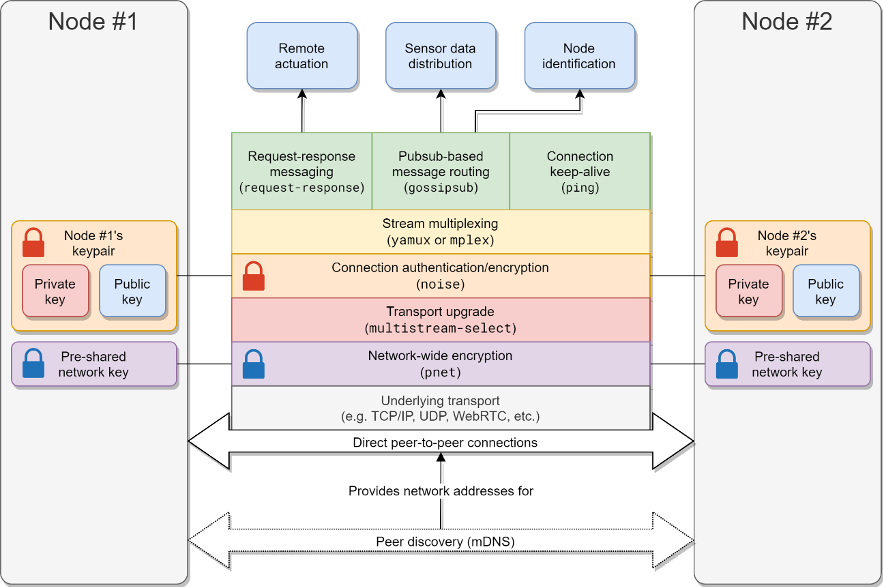 Node #1
Node #2
Remote
actuation
Sensor data
distribution
Node
identification
Request-response
messaging
(request-response)
Pubsub-based
message routing
(gossipsub)
Connection
keep-alive
(ping)
Stream multiplexing
(yamux or mplex)
Node #1's
keypair
Private
key
Public
key
Connection authentication/encryption
(noise)
Node #2's
keypair
Private
key
Public
key
Transport upgrade
(multistream-select)
Pre-shared
network key
Network-wide encryption
(pnet)
Pre-shared
network key
Underlying transport
(e.g. TCP/IP, UDP, WebRTC, etc.)
Direct peer-to-peer connections
Provides network addresses for
Peer discovery (mDNS)